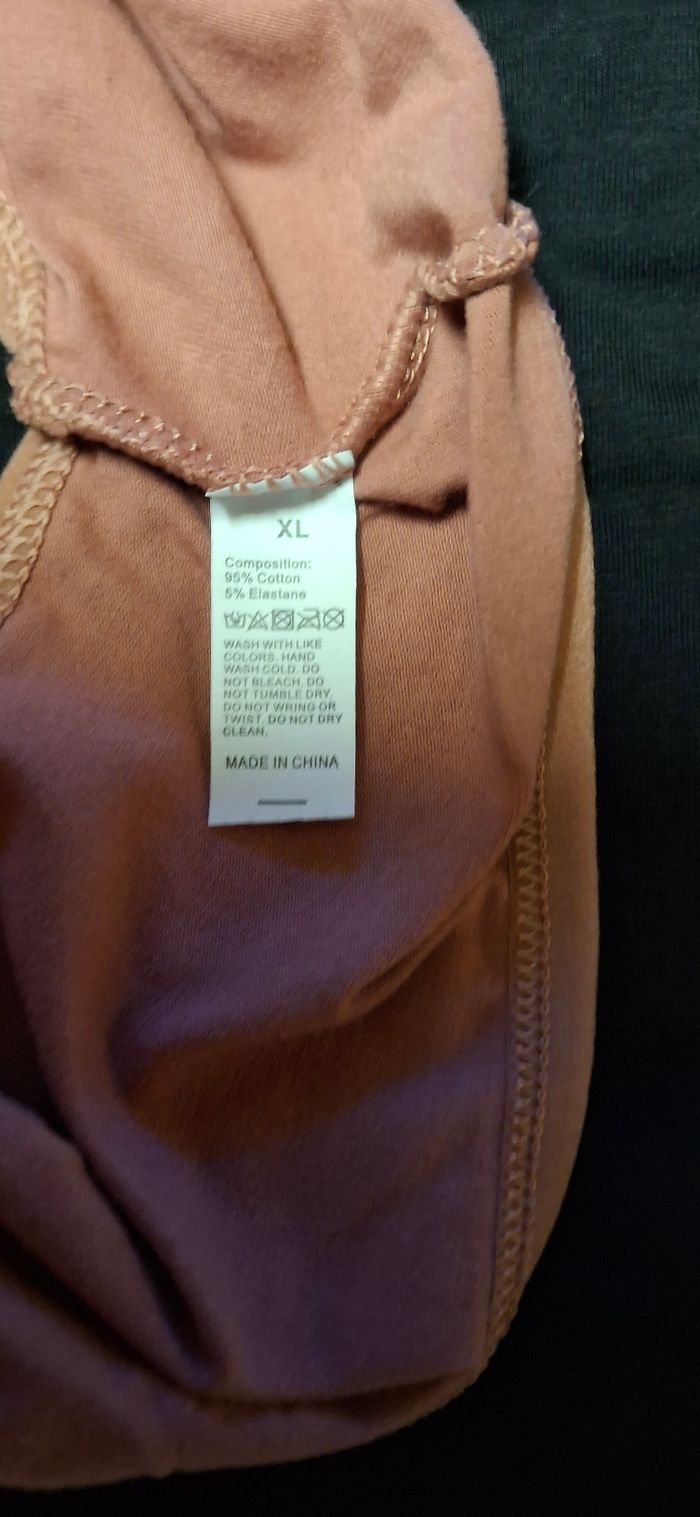 XL
Composition:
95% Cotton
5% Elastane
WASH WITH LIKE
COLORS. HAND
WASH COLD. DO
NOT BLEACH. DO
NOT TUMBLE DRY.
DO NOT WRING OR
TWIST. DO NOT DRY
CLEAN.
MADE IN CHINA